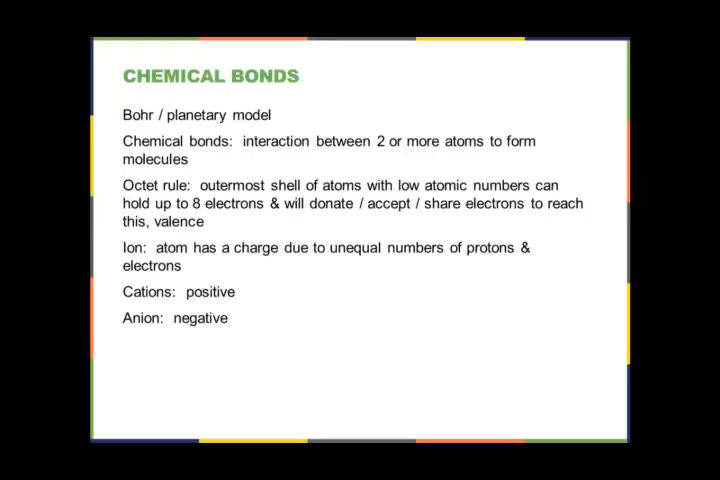 CHEMICAL BONDS
Bohr / planetary model
Chemical bonds: interaction between 2 or more atoms to form
molecules
Octet rule: outermost shell of atoms with low atomic numbers can
hold up to 8 electrons & will donate / accept / share electrons to reach
this, valence
Ion: atom has a charge due to unequal numbers of protons &
electrons
Cations: positive
Anion: negative